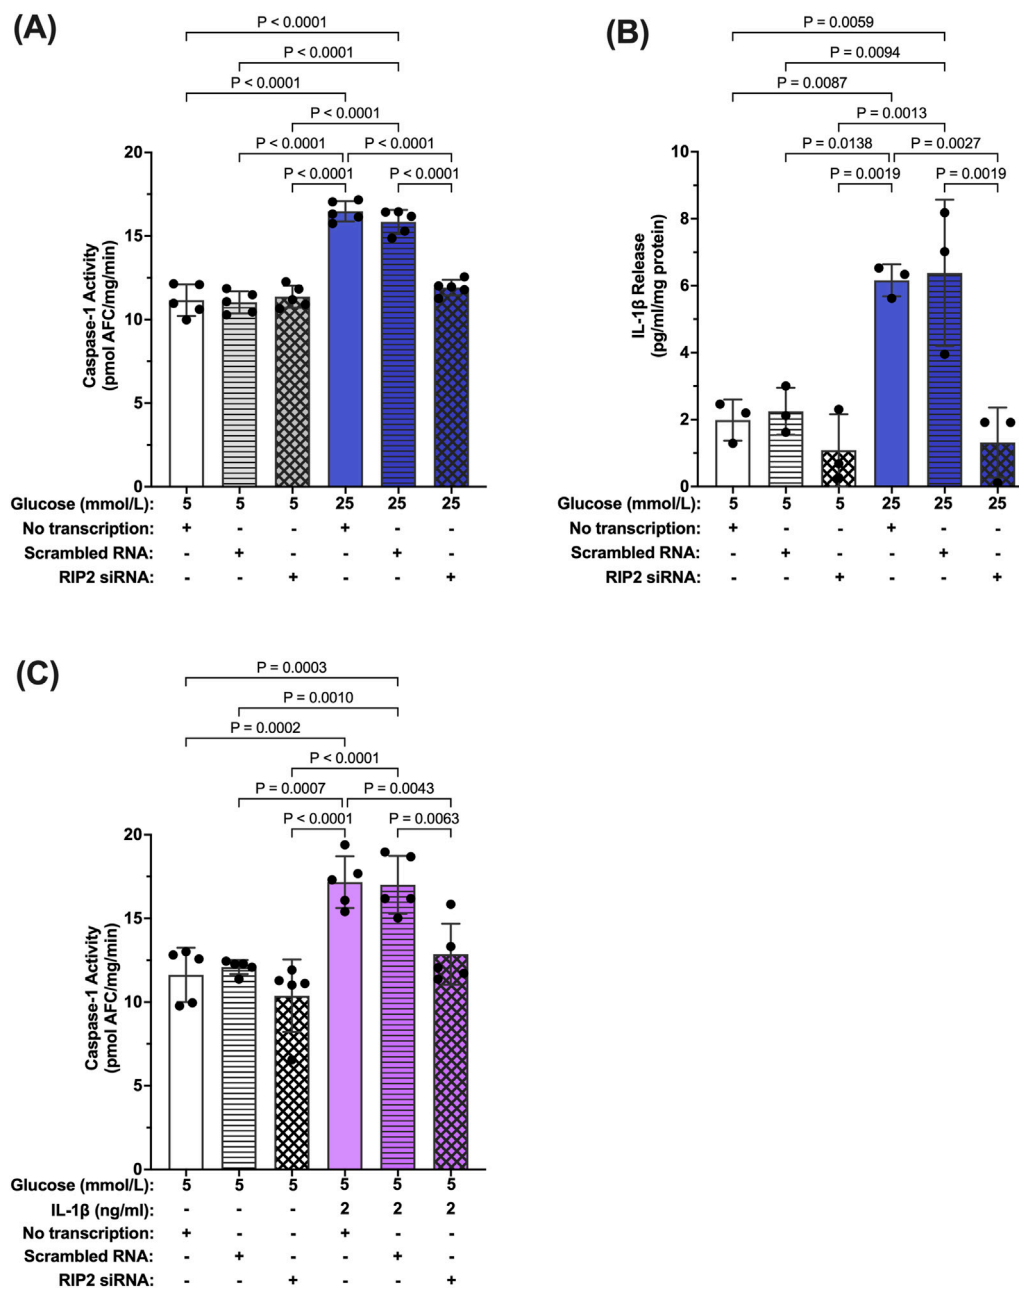 (A)
P < 0.0001
P < 0.0001
P < 0.0001
P < 0.0001
P < 0.0001 P < 0.0001
P < 0.0001 P < 0.0001
Caspase-1 Activity
(pmol AFC/mg/min)
20
15
10
5
0
Glucose (mmol/L): 5 5 5 25 25 25
No transcription: + - - + - -
Scrambled RNA: - + - - + -
RIP2 siRNA: - - + - - +
(B)
P = 0.0059
P = 0.0094
P = 0.0087
P = 0.0013
P = 0.0138 P = 0.0027
P = 0.0019 P = 0.0019
IL-1β Release
(pg/ml/mg protein)
10
8
6
4
2
0
Glucose (mmol/L): 5 5 5 25 25 25
No transcription: + - - + - -
Scrambled RNA: - + - - + -
RIP2 siRNA: - - + - - +
(C)
P = 0.0003
P = 0.0010
P = 0.0002
P < 0.0001
P = 0.0007 P = 0.0043
P < 0.0001 P = 0.0063
Caspase-1 Activity
(pmol AFC/mg/min)
20
15
10
5
0
Glucose (mmol/L): 5 5 5 5 5 5
IL-1β (ng/ml): - - - 2 2 2
No transcription: + - - + - -
Scrambled RNA: - + - - + -
RIP2 siRNA: - - + - - +